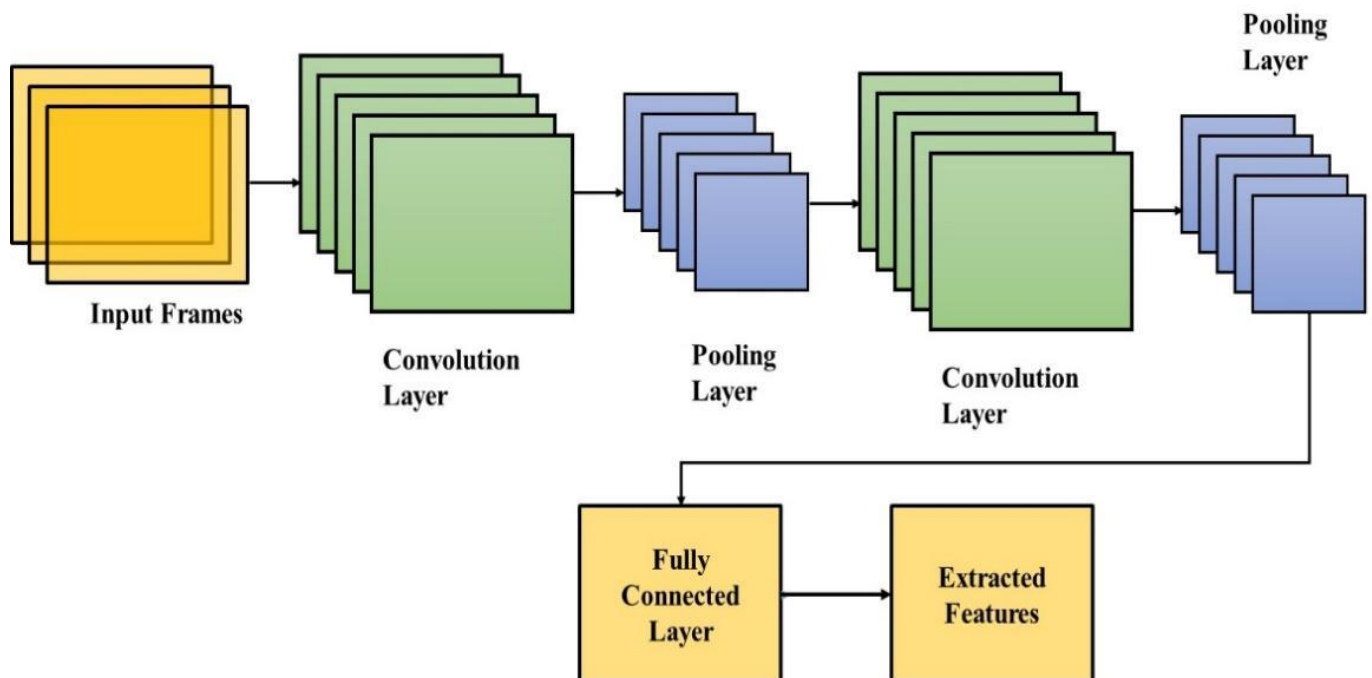 Input Frames
Convolution
Layer
Pooling
Layer
Convolution
Layer
Pooling
Layer
Fully
Connected
Layer
Extracted
Features